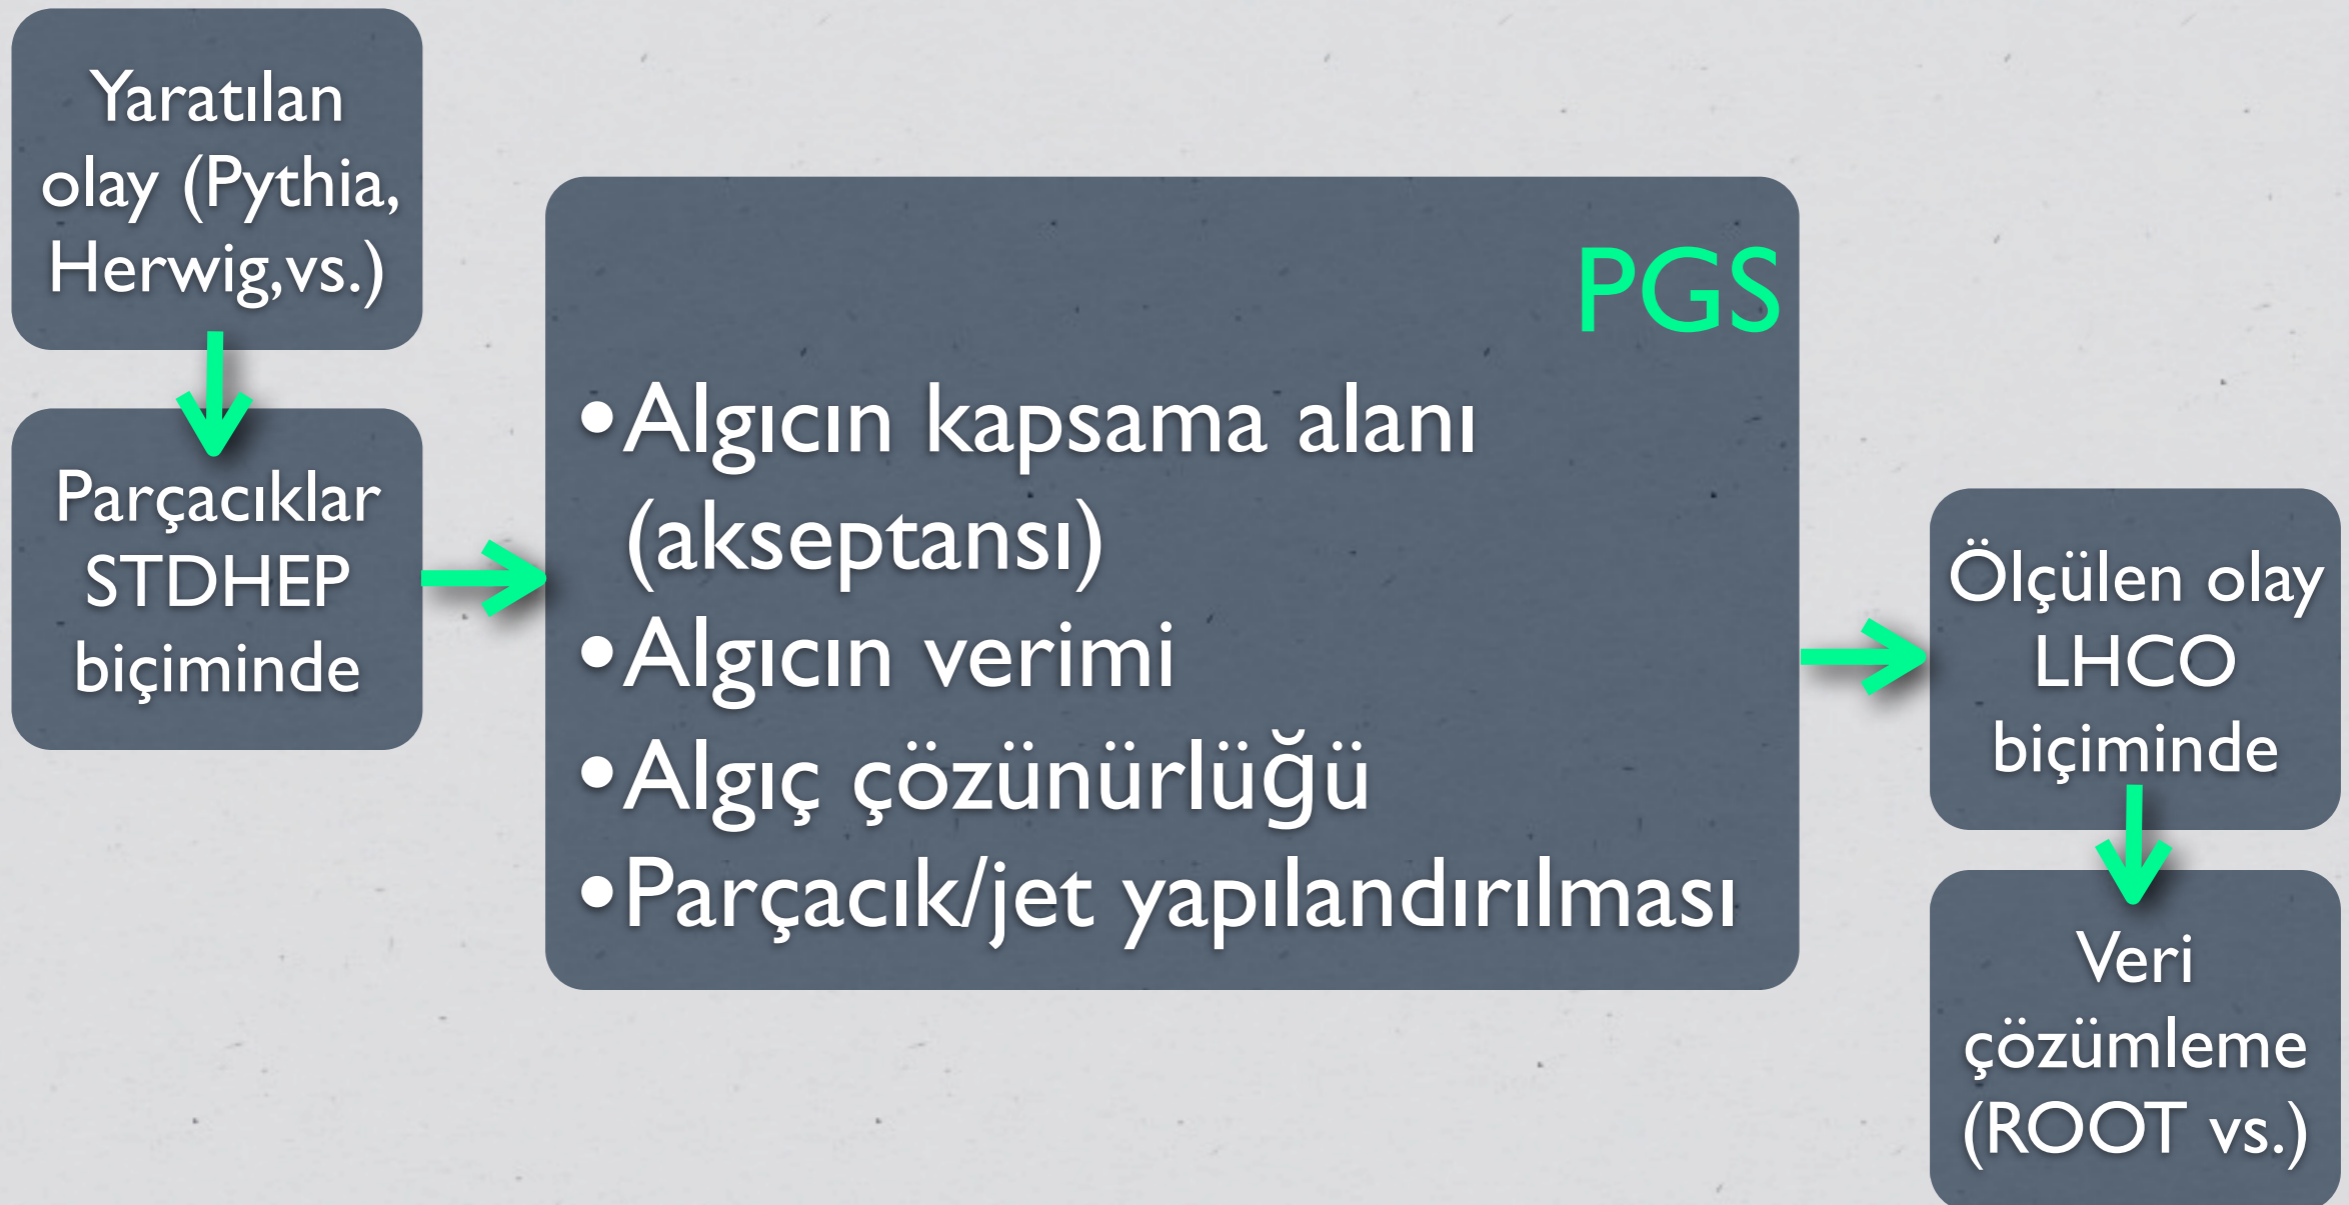 Yaratılan
olay (Pythia,
Herwig,vs.)
Parçacıklar
STDHEP
biçiminde
PGS
•Algıcın kapsama alanı
(akseptansı)
•Algıcın verimi
•Algıç çözünürlüğü
•Parçacık/jet yapılandırılması
Ölçülen olay
LHCO
biçiminde
Veri
çözümleme
(ROOT vs.)